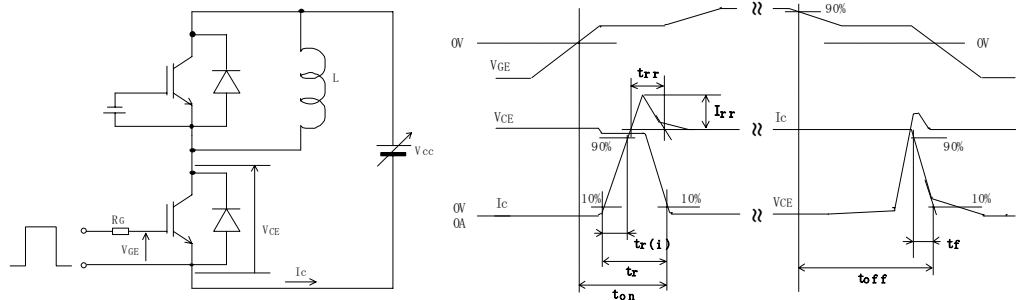 L
Vcc
RG
VGE
VCE
Ic
90%
0V
0V
VGE
trr
Irr
VCE
Ic
90%
90%
10%
10%
10%
0V
0A
Ic
VCE
tr(i)
tf
tr
toff
ton